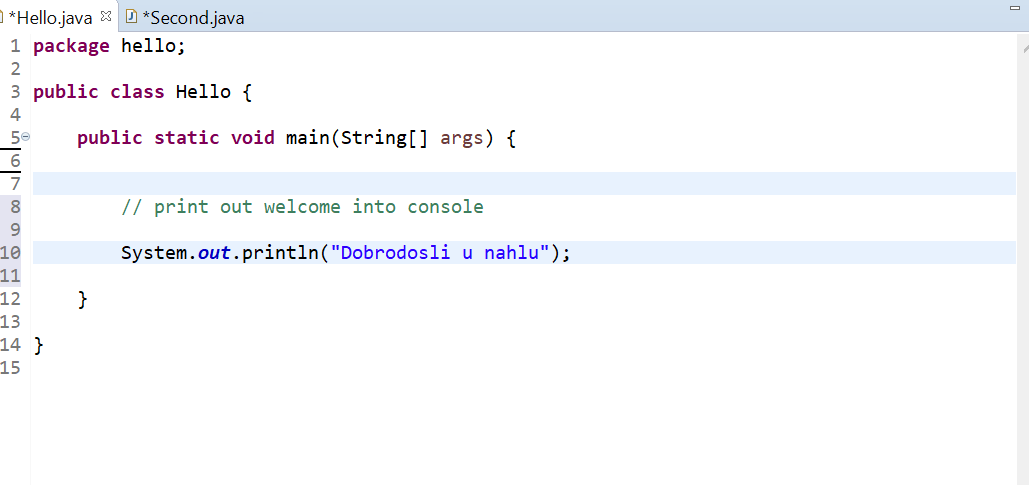 *Hello.java *Second.java
1 package hello;
2
3 public class Hello {
4
5 public static void main(String[] args) {
6
7
8 // print out welcome into console
9
10 System.out.println("Dobrodosli u nahlu");
11
12 }
13
14 }
15